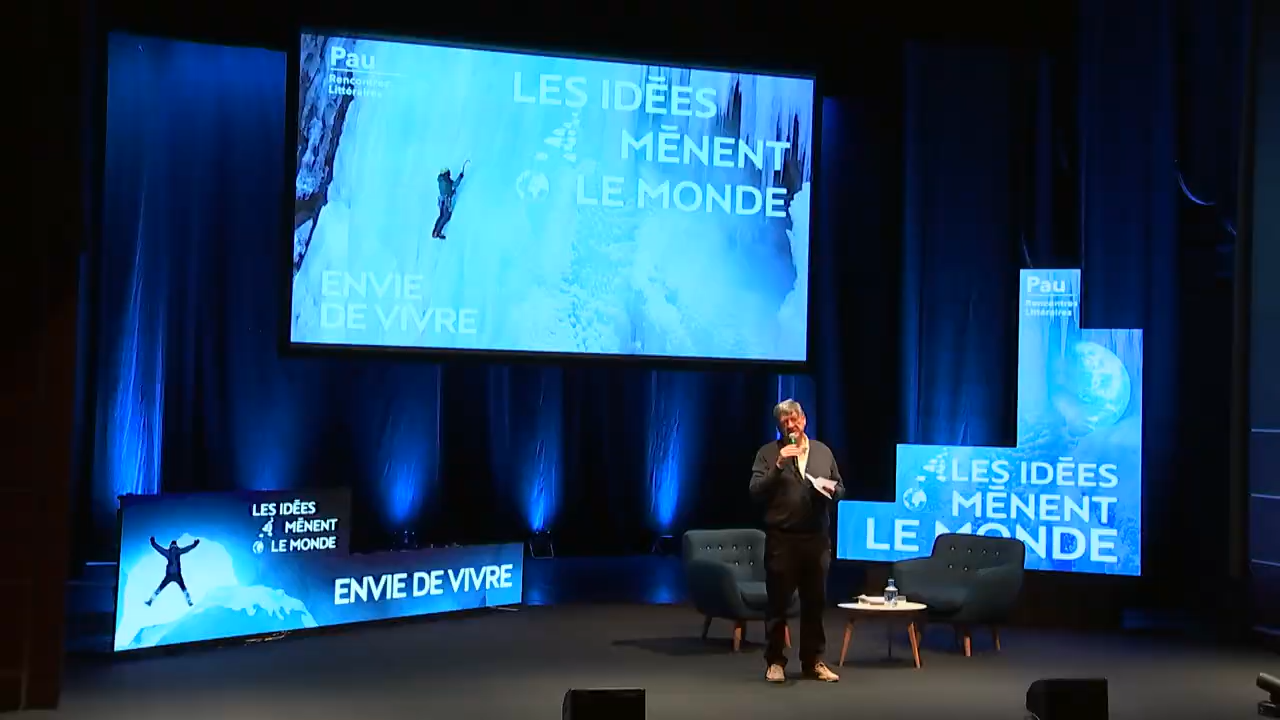 Pau
Rencontres
Littéraires
LES IDÉES
MÈNENT
LE MONDE
ENVIE
DE VIVRE
LES IDÉES
MÈNENT
LE MONDE
ENVIE DE VIVRE
Pau
Rencontres
Littéraires
LES IDÉES
MÈNENT
LE MONDE